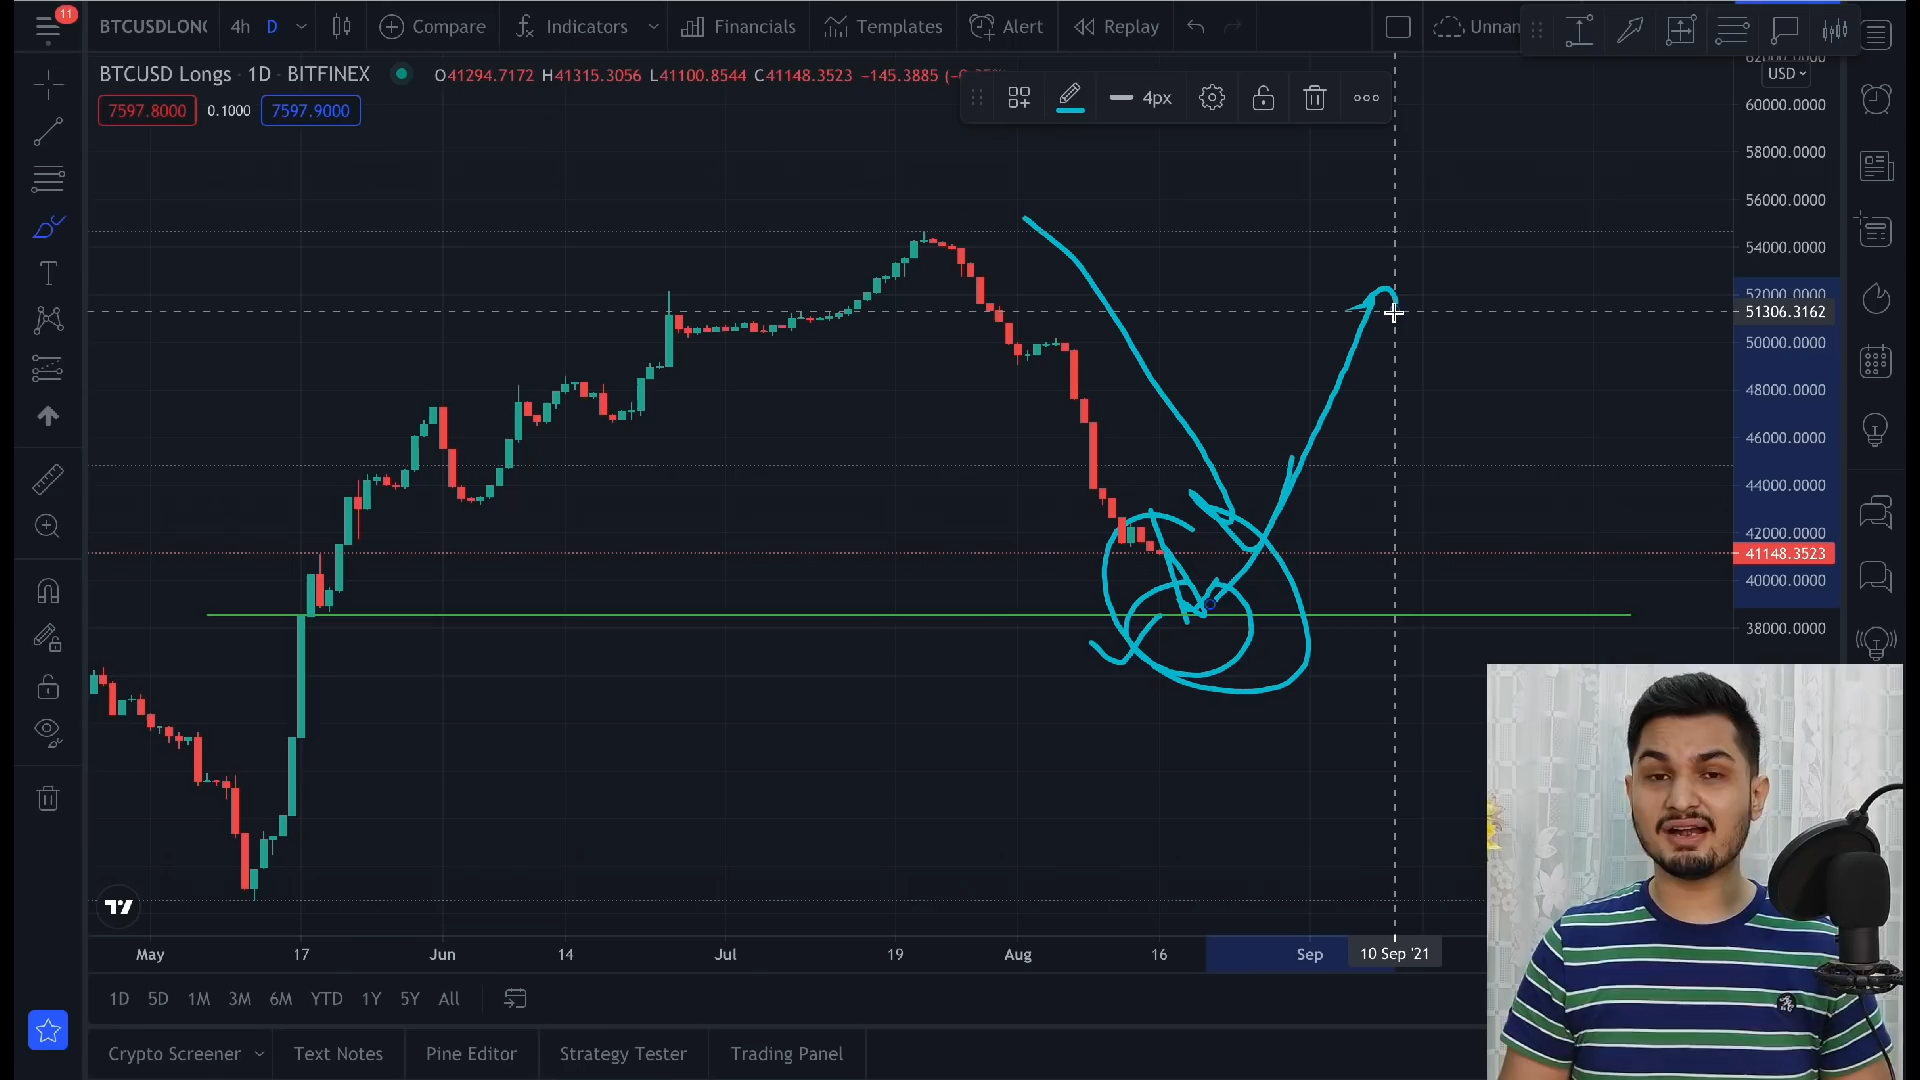 11
BTCUSDLONG
4h
D
Compare
Indicators
Financials
Templates
Alert
Replay
Unnan
BTCUSD Longs · 1D · BITFINEX
O41294.7172 H41315.3056 L41100.8544 C41148.3523 −145.3885
7597.8000
0.1000
7597.9000
4px
USD
60000.0000
58000.0000
56000.0000
54000.0000
52000.0000
51306.3162
50000.0000
48000.0000
46000.0000
44000.0000
42000.0000
41148.3523
40000.0000
38000.0000
May
17
Jun
14
Jul
19
Aug
16
Sep
10 Sep '21
1D
5D
1M
3M
6M
YTD
1Y
5Y
All
Crypto Screener
Text Notes
Pine Editor
Strategy Tester
Trading Panel